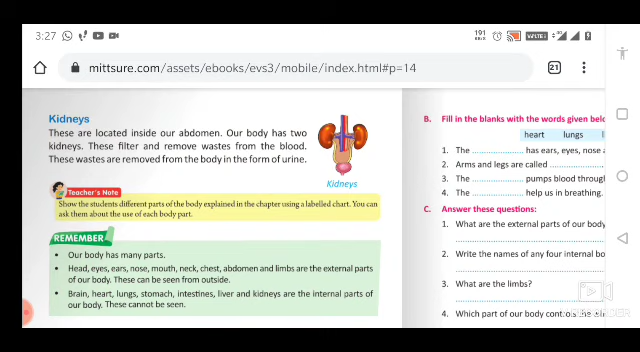 3:27
191
VoLTE
21
mittsure.com/assets/ebooks/evs3/mobile/index.html#p=14
Kidneys
These are located inside our abdomen. Our body has two
kidneys. These filter and remove wastes from the blood.
These wastes are removed from the body in the form of urine.
Kidneys
Teacher's Note
Show the students different parts of the body explained in the chapter using a labelled chart. You can
ask them about the use of each body part.
REMEMBER
• Our body has many parts.
• Head, eyes, ears, nose, mouth, neck, chest, abdomen and limbs are the external parts
of our body. These can be seen from outside.
• Brain, heart, lungs, stomach, intestines, liver and kidneys are the internal parts of
our body. These cannot be seen.
B. Fill in the blanks with the words given
heart lungs
1. The .................. has ears, eyes, nose
2. Arms and legs are called ..................
3. The .................. pumps blood
4. The .................. help us in breathing.
C. Answer these questions:
1. What are the external parts of our body
2. Write the names of any four internal
3. What are the limbs?
4. Which part of our body controls the
RECORDER